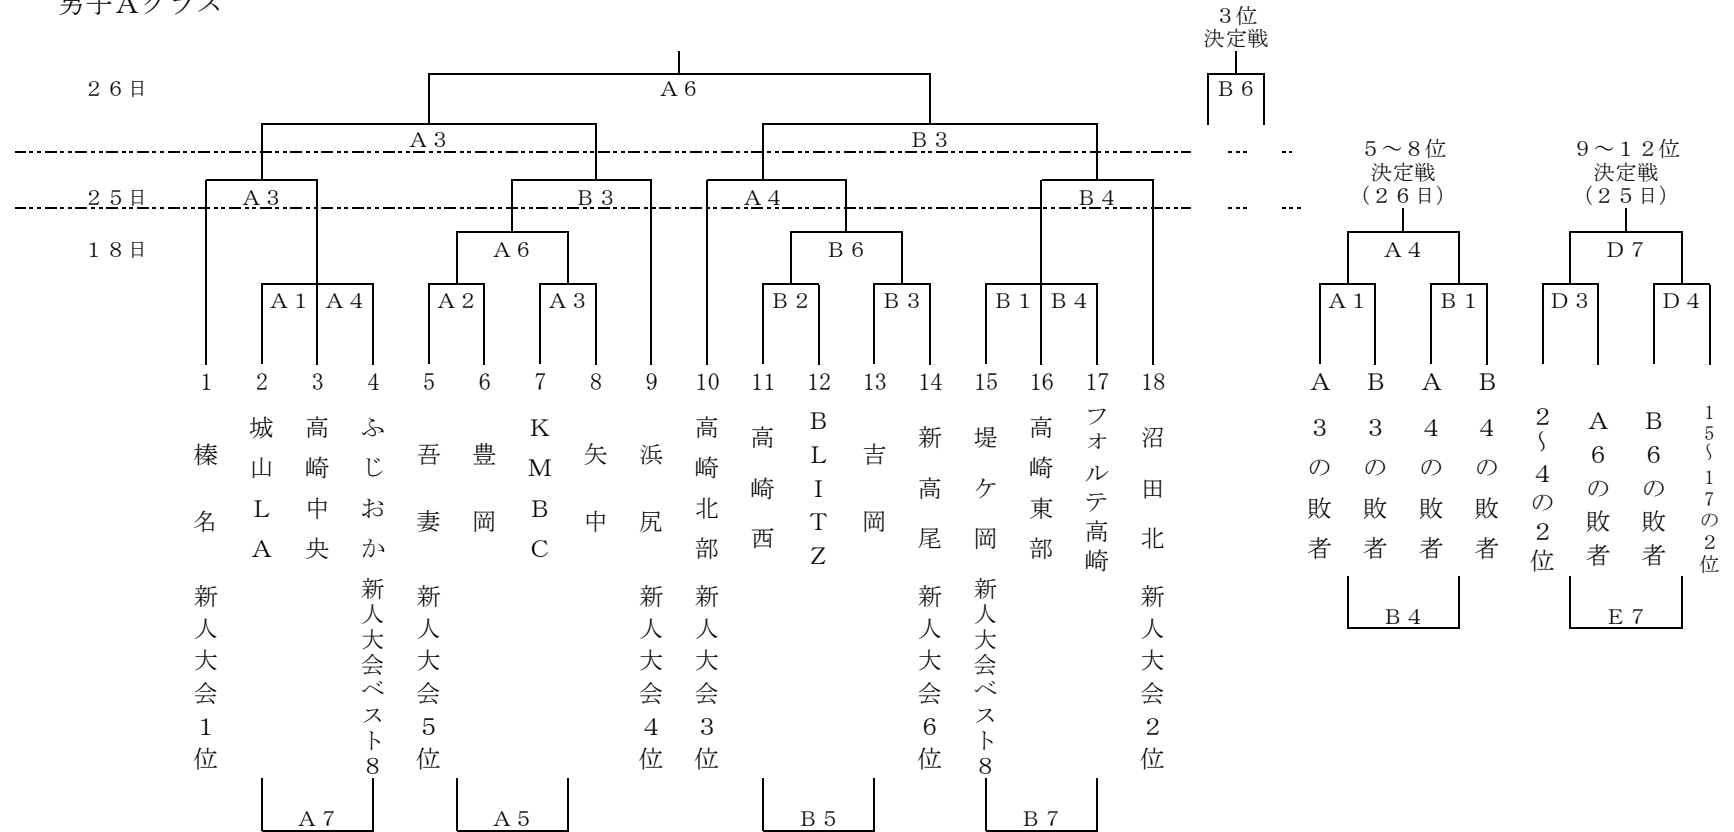 男子Aクラス
３位
決定戦
２６日
Ａ６
Ｂ６
Ａ３
Ｂ３
５～８位
決定戦
（２６日）
９～１２位
決定戦
（２５日）
２５日
Ａ３
Ｂ３
Ａ４
Ｂ４
１８日
Ａ６
Ｂ６
Ａ４
Ｄ７
Ａ１
Ａ４
Ａ２
Ａ３
Ｂ２
Ｂ３
Ｂ１
Ｂ４
Ａ１
Ｂ１
Ｄ３
Ｄ４
1 2 3 4 5 6 7 8 9 10 11 12 13 14 15 16 17 18
榛名
城山ＬＡ
高崎中央
ふじおか
吾妻
豊岡
ＫＭＢＣ
矢中
浜尻
高崎北部
高崎西
ＢＬＩＴＺ
吉岡
新高尾
堤ケ岡
高崎東部
フォルテ高崎
沼田北
Ａ３の敗者
Ｂ３の敗者
Ａ４の敗者
Ｂ４の敗者
２～４の２位
Ａ６の敗者
Ｂ６の敗者
15～17の２位
新人大会１位
新人大会ベスト８
新人大会５位
新人大会４位
新人大会３位
新人大会６位
新人大会ベスト８
新人大会２位
Ｂ４
Ｅ７
Ａ７
Ａ５
Ｂ５
Ｂ７